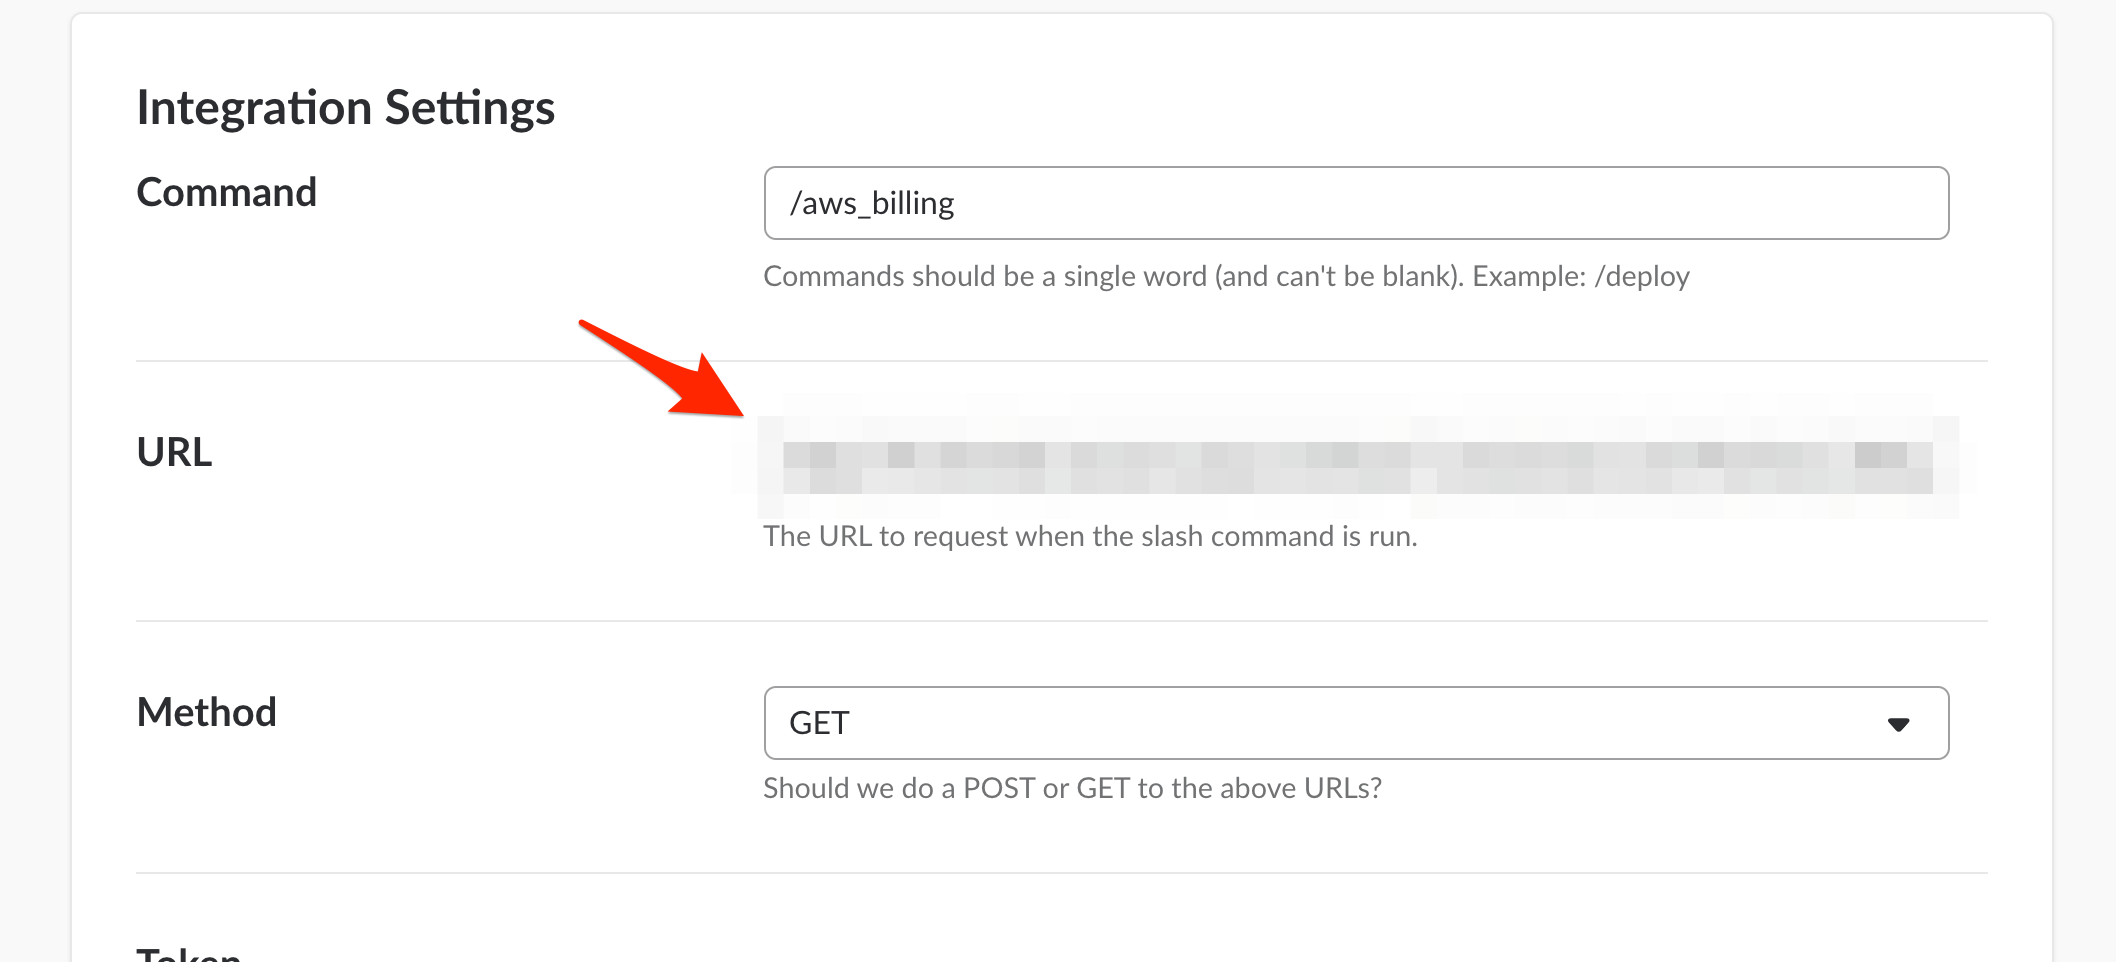 Integration Settings
Command
/aws_billing
Commands should be a single word (and can't be blank). Example: /deploy
URL
The URL to request when the slash command is run.
Method
GET
Should we do a POST or GET to the above URLs?
Token